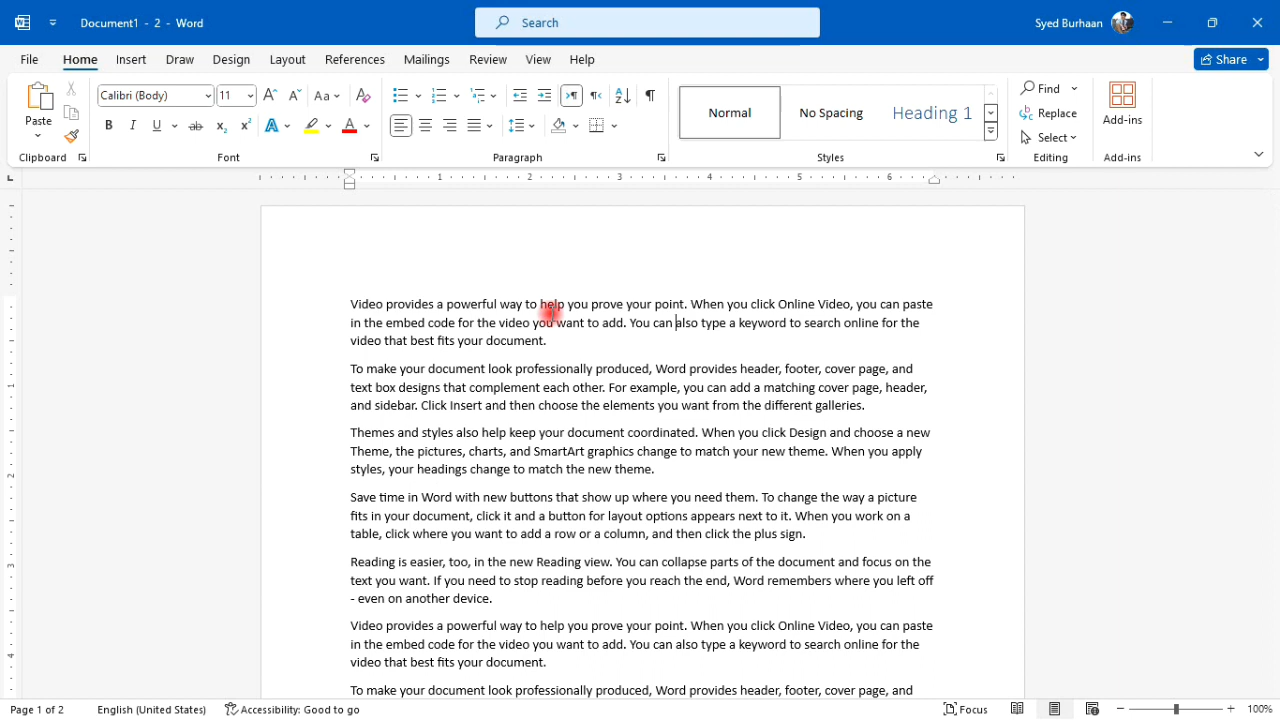 Document1 - 2 - Word
Search
Syed Burhaan
File Home Insert Draw Design Layout References Mailings Review View Help
Share
Paste
Calibri (Body) 11
Normal
No Spacing
Heading 1
Find
Replace
Select
Add-ins
Clipboard Font Paragraph Styles Editing Add-ins
1 2 3 4 5 6
Video provides a powerful way to help you prove your point. When you click Online Video, you can paste
in the embed code for the video you want to add. You can also type a keyword to search online for the
video that best fits your document.
To make your document look professionally produced, Word provides header, footer, cover page, and
text box designs that complement each other. For example, you can add a matching cover page, header,
and sidebar. Click Insert and then choose the elements you want from the different galleries.
Themes and styles also help keep your document coordinated. When you click Design and choose a new
Theme, the pictures, charts, and SmartArt graphics change to match your new theme. When you apply
styles, your headings change to match the new theme.
Save time in Word with new buttons that show up where you need them. To change the way a picture
fits in your document, click it and a button for layout options appears next to it. When you work on a
table, click where you want to add a row or a column, and then click the plus sign.
Reading is easier, too, in the new Reading view. You can collapse parts of the document and focus on the
text you want. If you need to stop reading before you reach the end, Word remembers where you left off
- even on another device.
Video provides a powerful way to help you prove your point. When you click Online Video, you can paste
in the embed code for the video you want to add. You can also type a keyword to search online for the
video that best fits your document.
To make your document look professionally produced, Word provides header, footer, cover page, and
Page 1 of 2 English (United States) Accessibility: Good to go Focus 100%